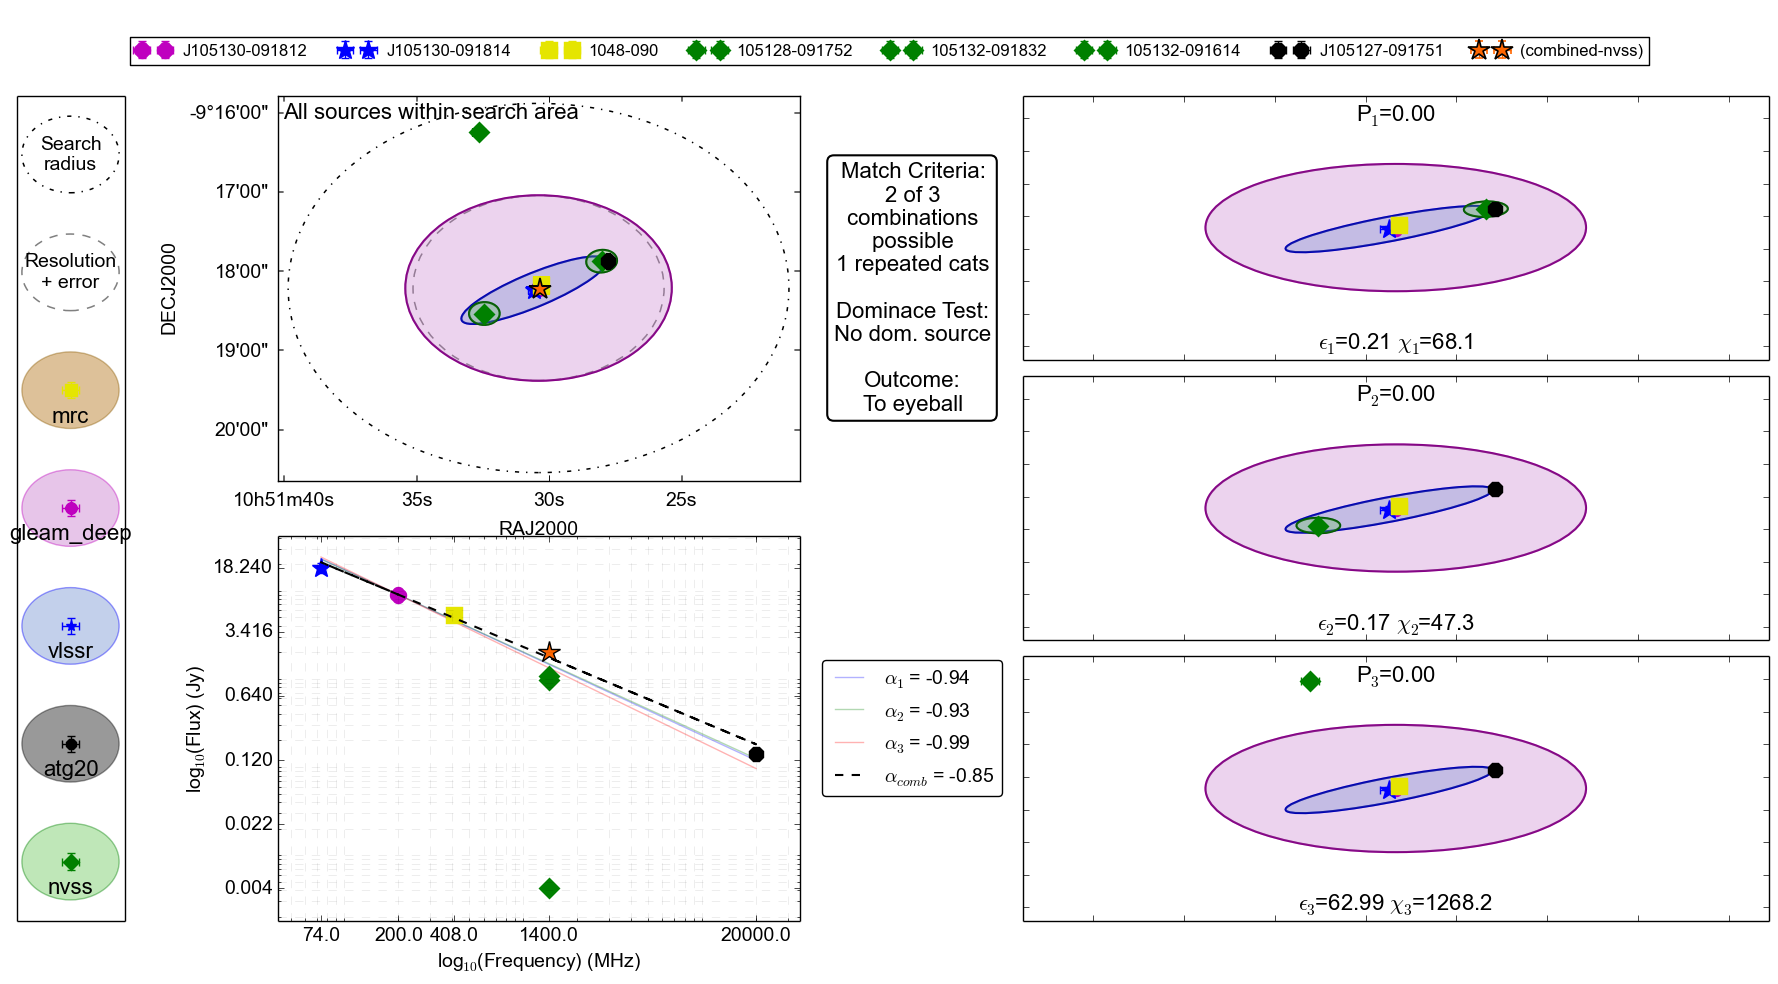 J105130-091812 J105130-091814 1048-090 105128-091752 105132-091832 105132-091614 J105127-091751 (combined-nvss)
Search
radius
Resolution
+ error
mrc
gleam_deep
vlssr
atg20
nvss
All sources within search area
-9°16'00"
17'00"
18'00"
19'00"
20'00"
DECJ2000
10h51m40s 35s 30s 25s
RAJ2000
Match Criteria:
2 of 3
combinations
possible
1 repeated cats
Dominace Test:
No dom. source
Outcome:
To eyeball
18.240
3.416
0.640
0.120
0.022
0.004
log10(Flux) (Jy)
74.0 200.0 408.0 1400.0 20000.0
log10(Frequency) (MHz)
α1 = -0.94
α2 = -0.93
α3 = -0.99
αcomb = -0.85
P1=0.00
ϵ1=0.21 χ1=68.1
P2=0.00
ϵ2=0.17 χ2=47.3
P3=0.00
ϵ3=62.99 χ3=1268.2